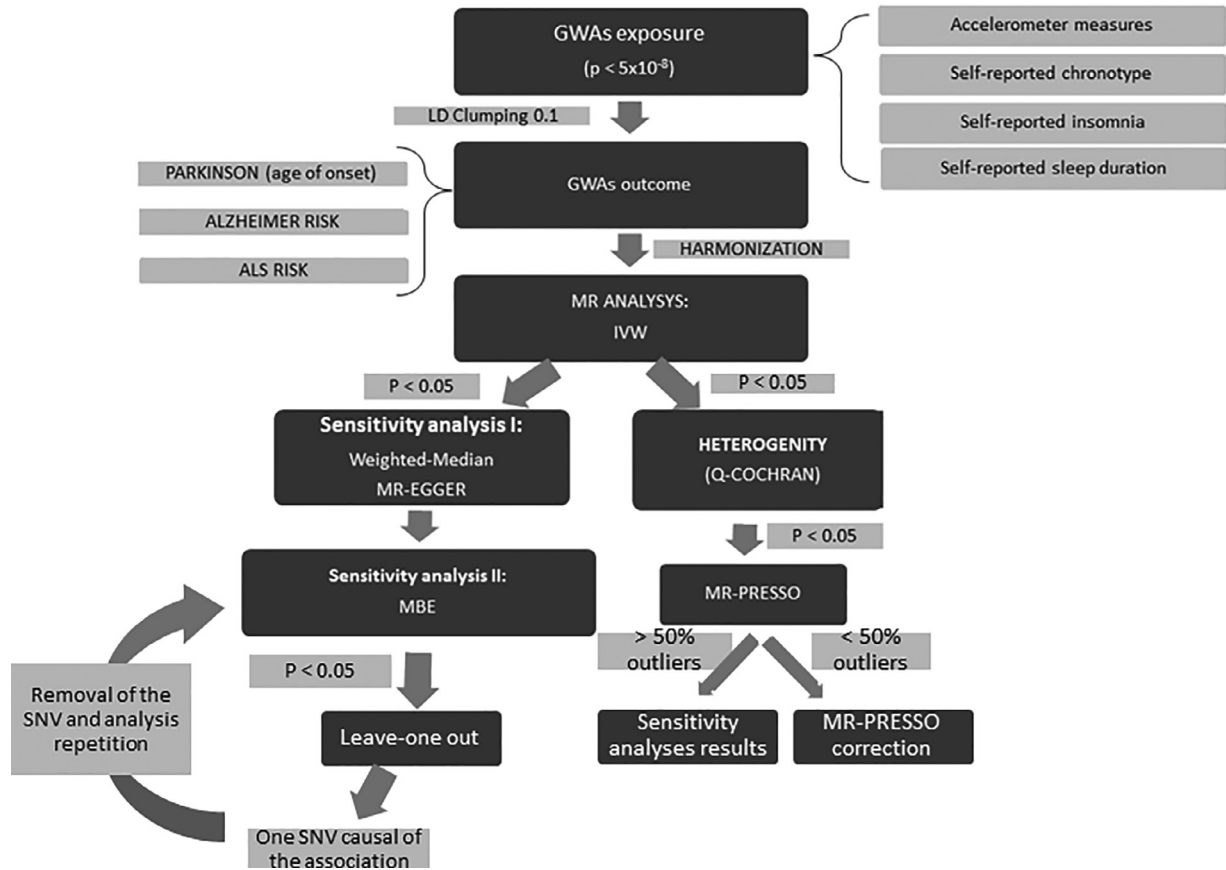 GWAs exposure
(p < 5x10⁻⁸)
Accelerometer measures
Self-reported chronotype
Self-reported insomnia
Self-reported sleep duration
LD Clumping 0.1
GWAs outcome
PARKINSON (age of onset)
ALZHEIMER RISK
ALS RISK
HARMONIZATION
MR ANALYSYS:
IVW
P < 0.05
P < 0.05
Sensitivity analysis I:
Weighted-Median
MR-EGGER
HETEROGENITY
(Q-COCHRAN)
P < 0.05
Sensitivity analysis II:
MBE
MR-PRESSO
> 50%
outliers
< 50%
outliers
P < 0.05
Removal of the
SNV and analysis
repetition
Leave-one out
Sensitivity
analyses results
MR-PRESSO
correction
One SNV causal of
the association